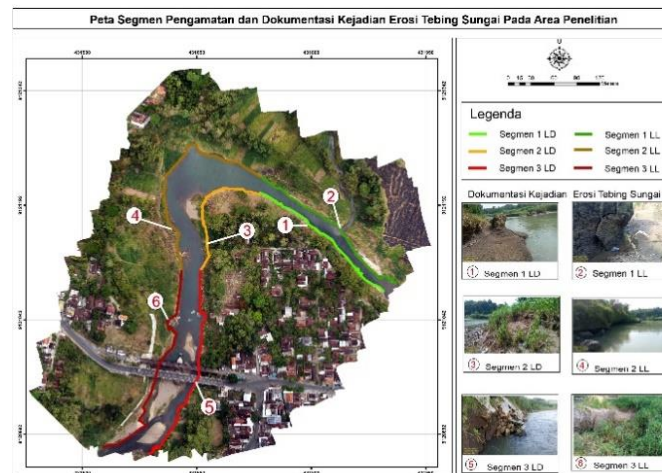 Peta Segmen Pengamatan dan Dokumentasi Kejadian Erosi Tebing Sungai Pada Area Penelitian
U
Legenda
Segmen 1 LD
Segmen 1 LL
Segmen 2 LD
Segmen 2 LL
Segmen 3 LD
Segmen 3 LL
Dokumentasi Kejadian Erosi Tebing Sungai
1 Segmen 1 LD
2 Segmen 1 LL
3 Segmen 2 LD
4 Segmen 2 LL
5 Segmen 3 LD
6 Segmen 3 LL
2
1
4
3
6
5